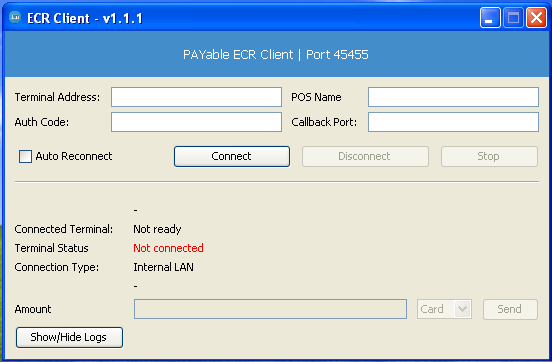 ECR Client - v1.1.1
PAYable ECR Client | Port 45455
Terminal Address: POS Name
Auth Code: Callback Port:
Auto Reconnect Connect Disconnect Stop
-
Connected Terminal: Not ready
Terminal Status Not connected
Connection Type: Internal LAN
-
Amount Card Send
Show/Hide Logs